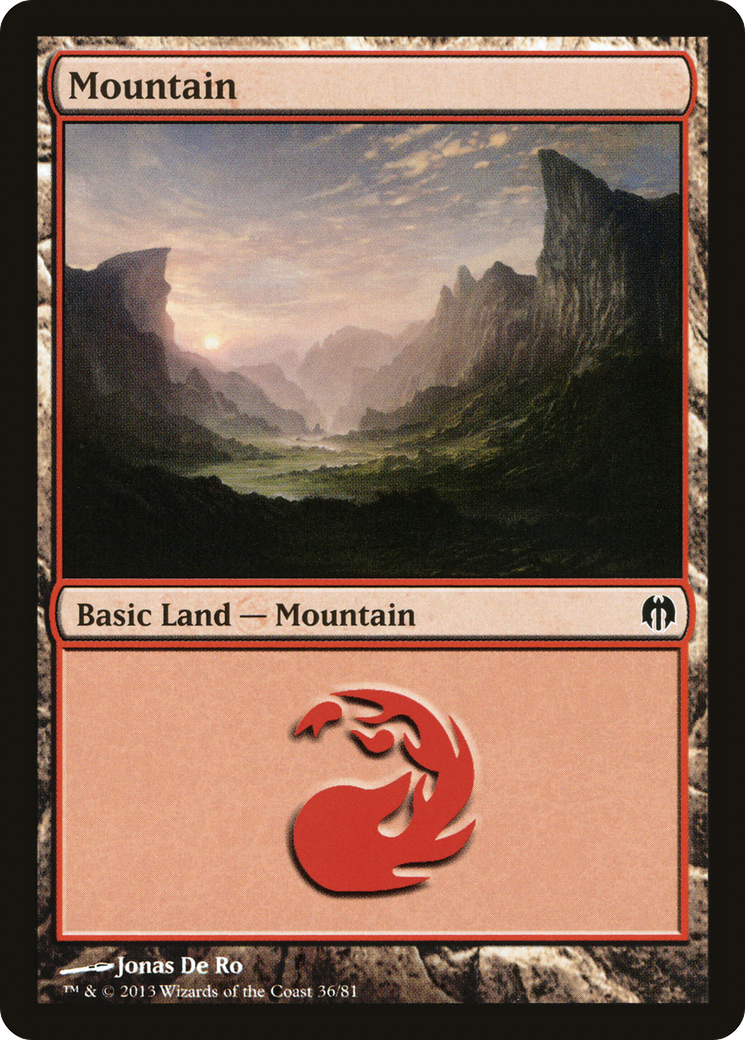 Mountain
Basic Land — Mountain
Jonas De Ro
™ & © 2013 Wizards of the Coast 36/81